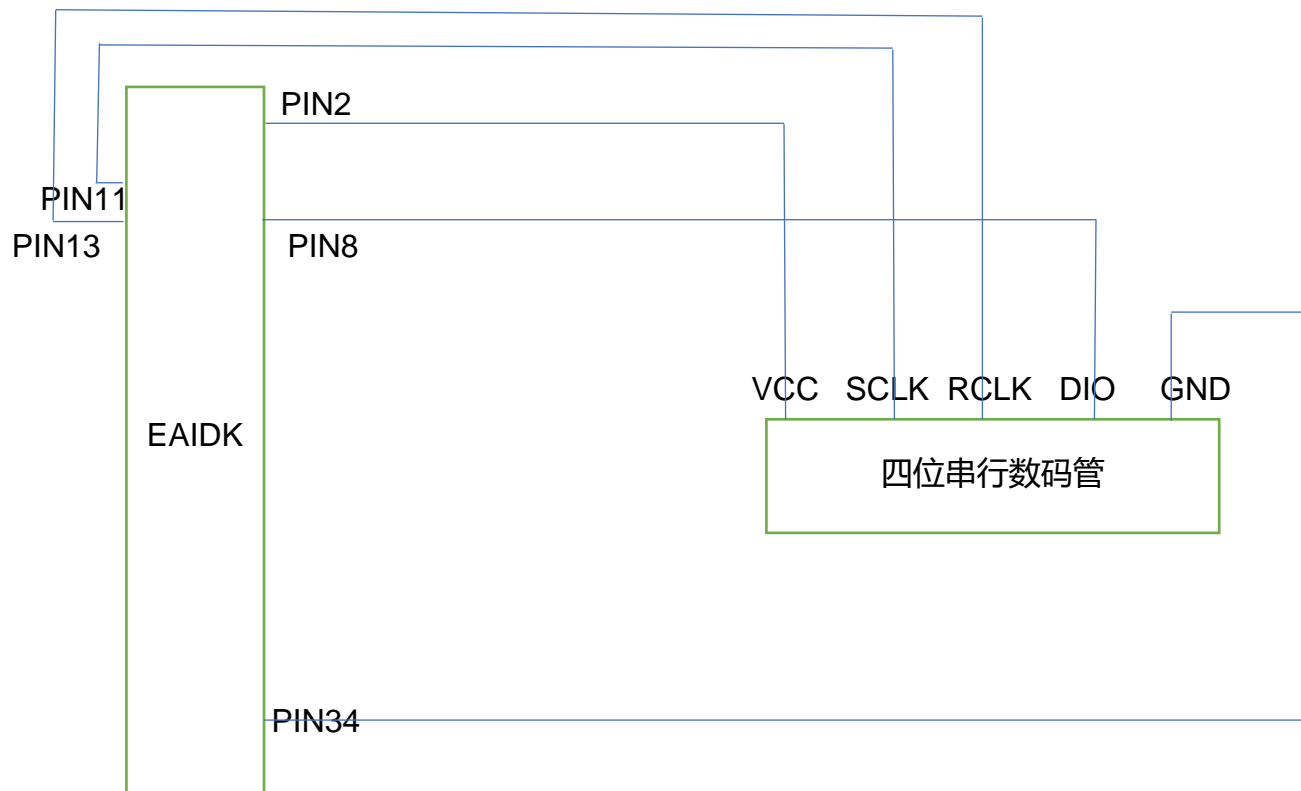 PIN2
PIN11
PIN13
PIN8
VCC SCLK RCLK DIO GND
EAIDK
四位串行数码管
PIN34